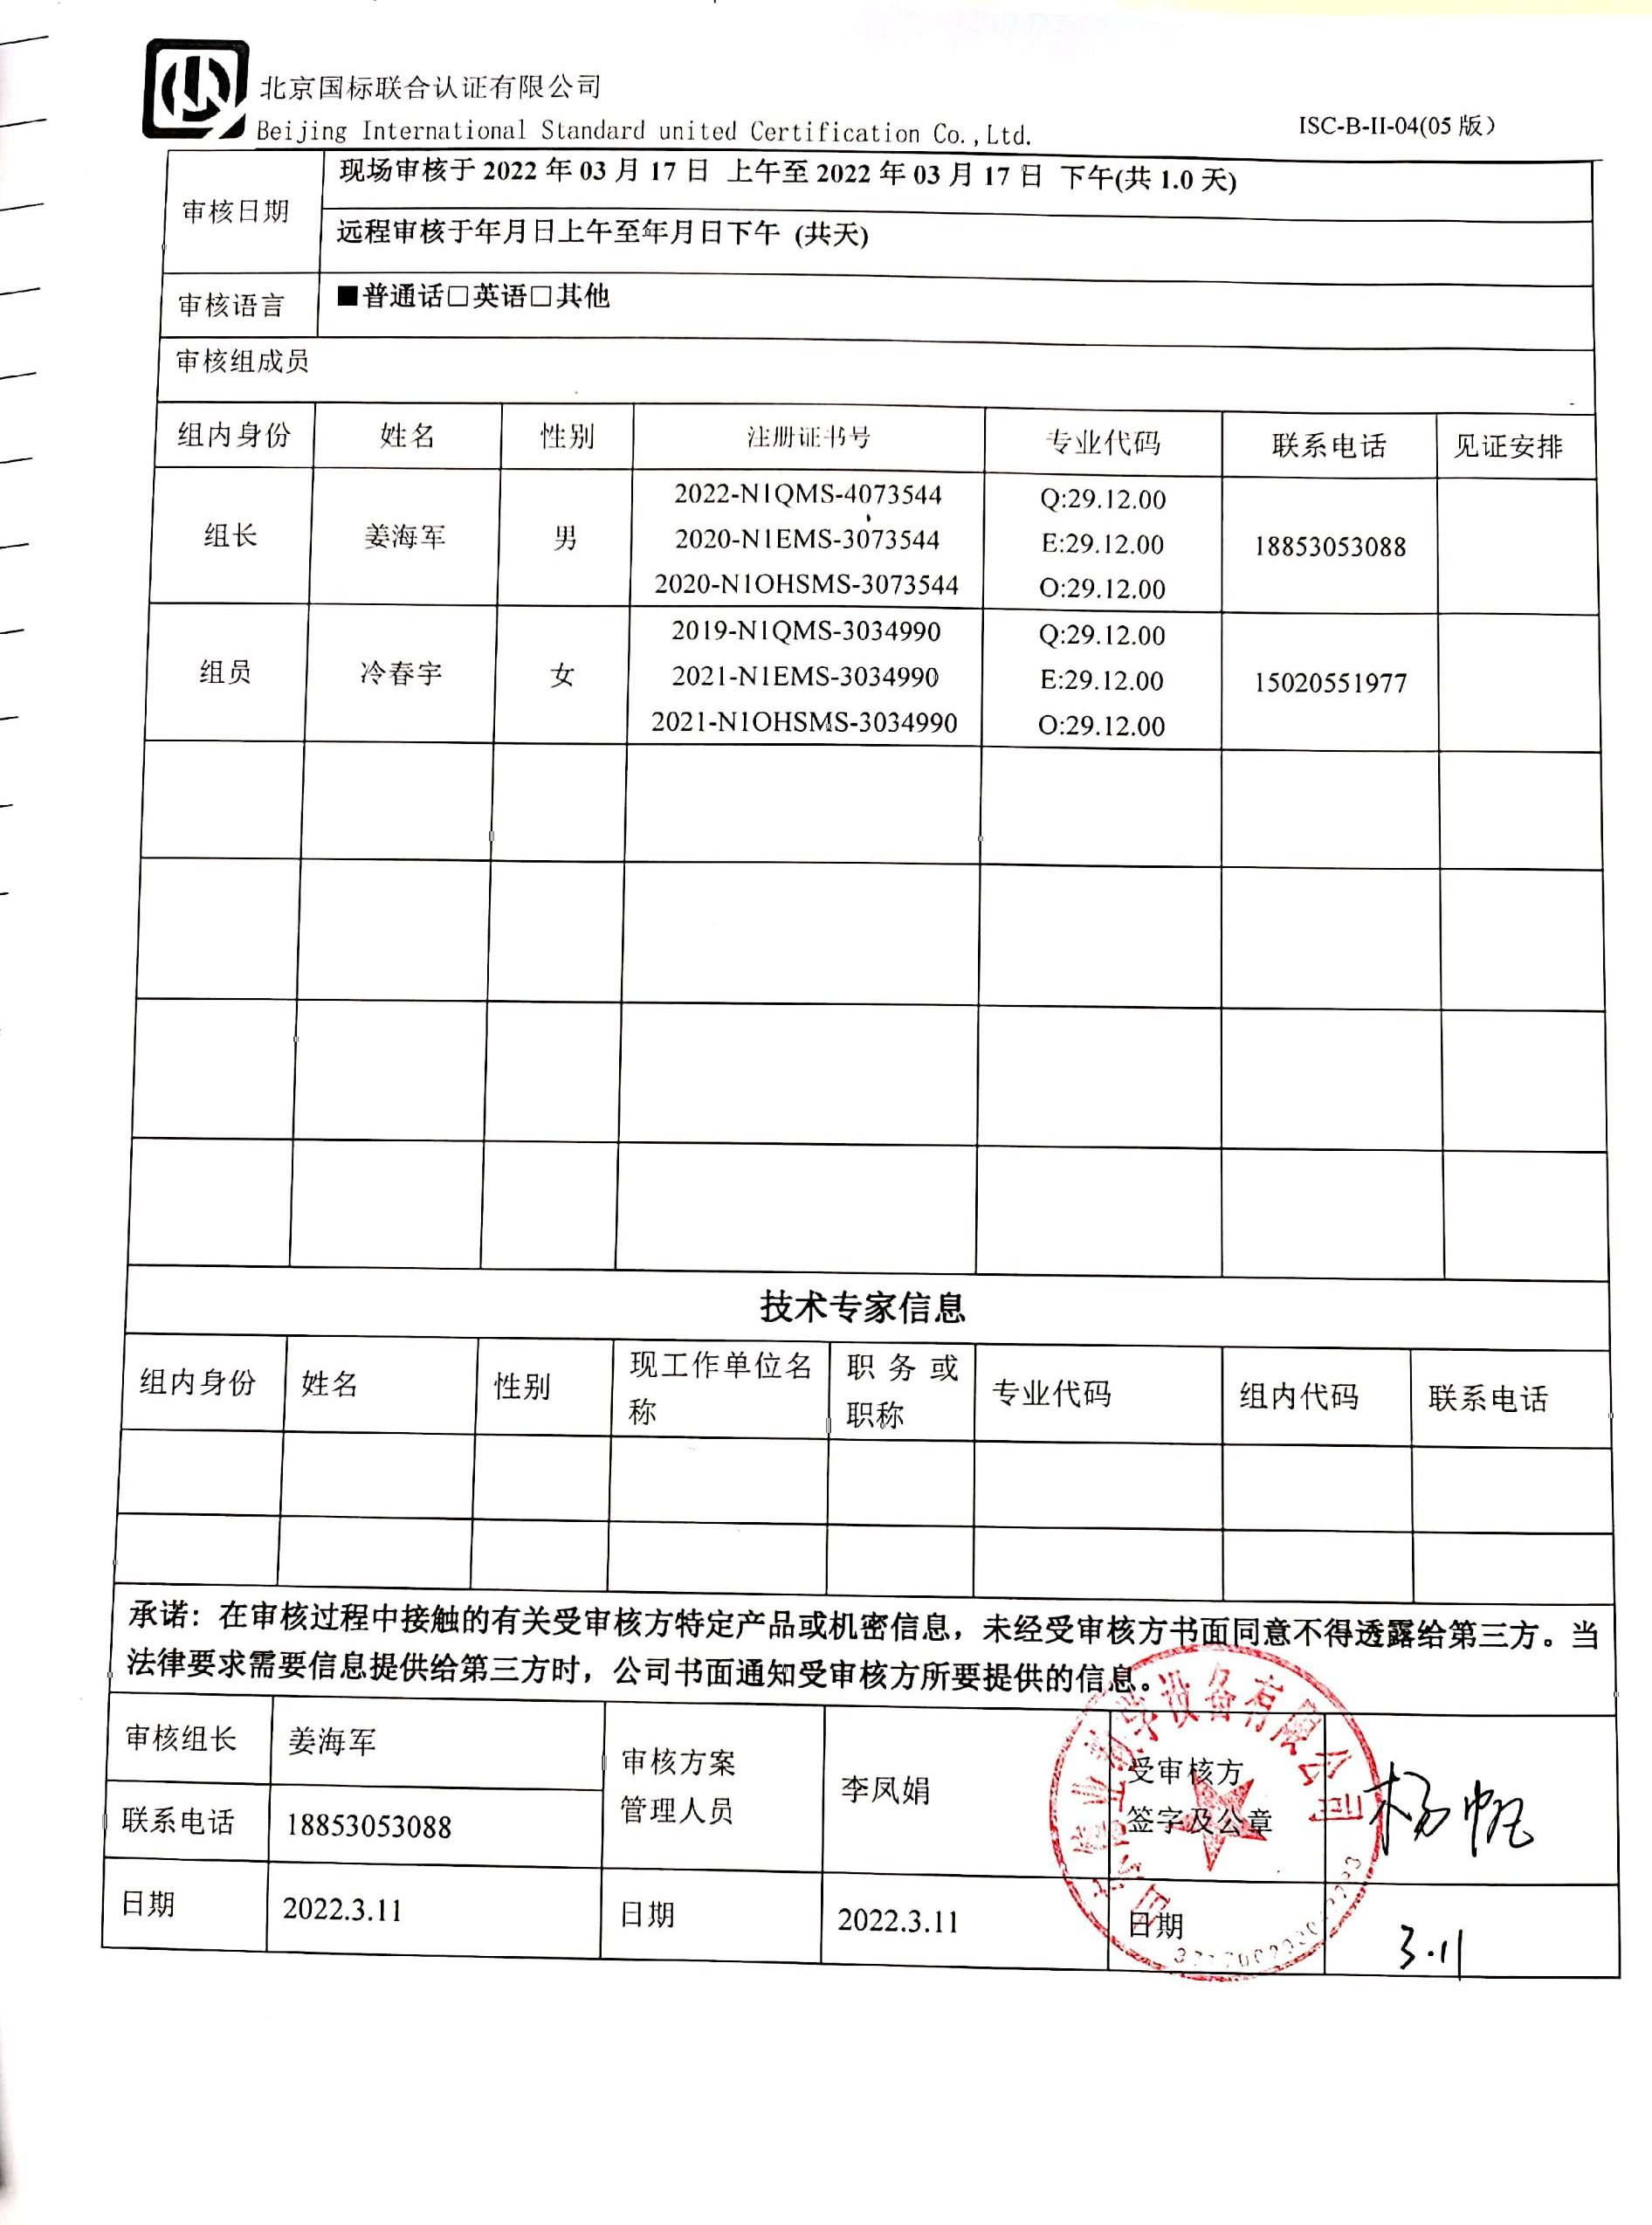 北京国标联合认证有限公司
Beijing International Standard united Certification Co.,Ltd.
ISC-B-II-04(05 版)
审核日期
现场审核于 2022 年 03 月 17 日 上午至 2022 年 03 月 17 日 下午(共 1.0 天)
远程审核于年月日上午至年月日下午 (共天)
审核语言
■普通话□英语□其他
审核组成员
组内身份 姓名 性别 注册证书号 专业代码 联系电话 见证安排
2022-N1QMS-4073544 Q:29.12.00
组长 姜海军 男 2020-N1EMS-3073544 E:29.12.00 18853053088
2020-N1OHSMS-3073544 O:29.12.00
2019-N1QMS-3034990 Q:29.12.00
组员 冷春宇 女 2021-N1EMS-3034990 E:29.12.00 15020551977
2021-N1OHSMS-3034990 O:29.12.00
技术专家信息
组内身份 姓名 性别 现工作单位名称 职务或职称 专业代码 组内代码 联系电话
承诺：在审核过程中接触的有关受审核方特定产品或机密信息，未经受审核方书面同意不得透露给第三方。当
法律要求需要信息提供给第三方时，公司书面通知受审核方所要提供的信息。
审核组长 姜海军
审核方案
管理人员
李凤娟
受审核方
签字及公章
杨帆
联系电话 18853053088
日期 2022.3.11 日期 2022.3.11 日期 3.11
学设备有限公司